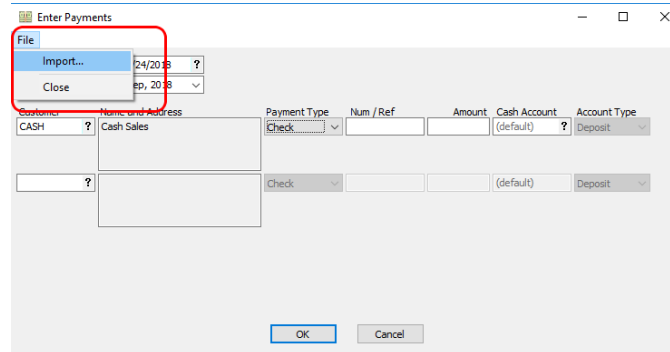 Enter Payments
File
Import...
/24/2018 ?
Close
ep, 2018
Customer Name and Address Payment Type Num / Ref Amount Cash Account Account Type
CASH ? Cash Sales Check (default) ? Deposit
? Check (default) Deposit
OK Cancel